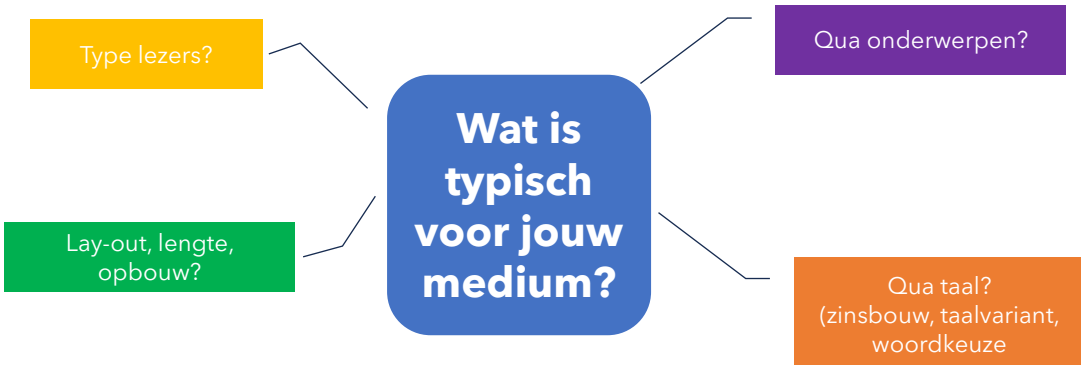 Type lezers?
Qua onderwerpen?
Wat is
typisch
voor jouw
medium?
Lay-out, lengte,
opbouw?
Qua taal?
(zinsbouw, taalvariant,
woordkeuze